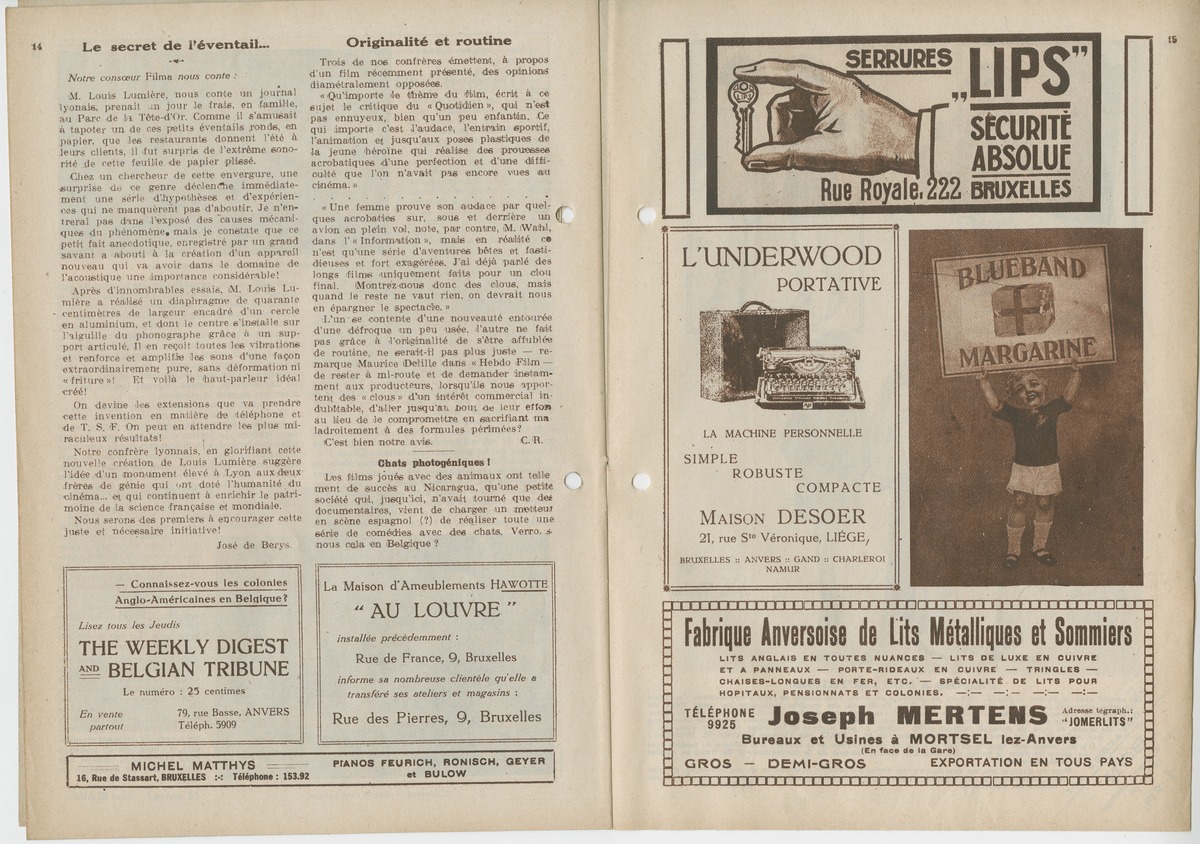 14
Le secret de l'éventail...
Notre consœur Filma nous conte :
M. Louis Lumière, nous conte un journal
lyonais, prenait un jour le frais, en famille,
au Parc de la Tête-d'Or. Comme il s'amusait
à tapoter un de ces petits éventails ronds, en
papier, que les restaurants donnent l'été à
leurs clients, il fut surpris de l'extrême sono-
rité de cette feuille de papier plissé.
Chez un chercheur de cette envergure, une
surprise de ce genre déclenche immédiate-
ment une série d'hypothèses et d'expérien-
ces qui ne manquèrent pas d'aboutir. Je n'en-
trerai pas dans l'exposé des causes mécani-
ques du phénomène, mais je constate que ce
petit fait anecdotique, enregistré par un grand
savant a abouti à la création d'un appareil
nouveau qui va avoir dans le domaine de
l'acoustique une importance considérable!
Après d'innombrables essais, M. Louis Lu-
mière a réalisé un diaphragme de quarante
centimètres de largeur encadré d'un cercle
en aluminium, et dont le centre s'installe sur
l'aiguille du phonographe grâce à un sup-
port articulé. Il en reçoit toutes les vibrations
et renforce et amplifie les sons d'une façon
extraordinairement pure, sans déformation ni
« friture »! Et voilà le haut-parleur idéal
créé!
On devine les extensions que va prendre
cette invention en matière de téléphone et
de T. S. F. On peut en attendre les plus mi-
raculeux résultats!
Notre confrère lyonnais, en glorifiant cette
nouvelle création de Louis Lumière suggère
l'idée d'un monument élevé à Lyon aux deux
frères de génie qui ont doté l'humanité du
cinéma... et qui continuent à enrichir le patri-
moine de la science française et mondiale.
Nous serons des premiers à encourager cette
juste et nécessaire initiative!
José de Berys.
Originalité et routine
Trois de nos confrères émettent, à propos
d'un film récemment présenté, des opinions
diamétralement opposées.
« Qu'importe le thème du film, écrit à ce
sujet le critique du « Quotidien », qui n'est
pas ennuyeux, bien qu'un peu enfantin. Ce
qui importe c'est l'audace, l'entrain sportif,
l'animation et jusqu'aux poses plastiques de
la jeune héroïne qui réalise des prouesses
acrobatiques d'une perfection et d'une diffi-
culté que l'on n'avait pas encore vues au
cinéma. »
. . . . . . . . . . . . . . . . . .
« Une femme prouve son audace par quel-
ques acrobaties sur, sous et derrière un
avion en plein vol, note, par contre, M. Wahl,
dans l' « Information », mais en réalité ce
n'est qu'une série d'aventures bêtes et fasti-
dieuses et fort exagérées. J'ai déjà parlé des
longs films uniquement faits pour un clou
final. Montrez-nous donc des clous, mais
quand le reste ne vaut rien, on devrait nous
en épargner le spectacle. »
L'un se contente d'une nouveauté entourée
d'une défroque un peu usée, l'autre ne fait
pas grâce à l'originalité de s'être affublée
de routine, ne serait-il pas plus juste — re-
marque Maurice Delille dans « Hebdo Film —
de rester à mi-route et de demander instam-
ment aux producteurs, lorsqu'ils nous appor-
tent des « clous » d'un intérêt commercial in-
dubitable, d'aller jusqu'au bout de leur effort
au lieu de le compromettre en sacrifiant ma-
ladroitement à des formules périmées?
C'est bien notre avis. C. R.
Chats photogéniques !
Les films joués avec des animaux ont telle
ment de succès au Nicaragua, qu'une petite
société qui, jusqu'ici, n'avait tourné que des
documentaires, vient de charger un metteur
en scène espagnol (?) de réaliser toute une
série de comédies avec des chats. Verro..s-
nous cela en Belgique ?
— Connaissez-vous les colonies
Anglo-Américaines en Belgique?
Lisez tous les Jeudis
THE WEEKLY DIGEST
AND BELGIAN TRIBUNE
Le numéro : 25 centimes
En vente
partout
79, rue Basse, ANVERS
Téléph. 5909
La Maison d'Ameublements HAWOTTE
“ AU LOUVRE ”
installée précédemment :
Rue de France, 9, Bruxelles
informe sa nombreuse clientèle qu'elle a
transféré ses ateliers et magasins :
Rue des Pierres, 9, Bruxelles
MICHEL MATTHYS
16, Rue de Stassart, BRUXELLES :-: Téléphone : 153.92
PIANOS FEURICH, RONISCH, GEYER
et BULOW
15
SERRURES
„LIPS”
LIPS
SÉCURITÉ
ABSOLUE
Rue Royale, 222 BRUXELLES
L'UNDERWOOD
PORTATIVE
LA MACHINE PERSONNELLE
SIMPLE
ROBUSTE
COMPACTE
MAISON DESOER
21, rue Ste Véronique, LIÉGE,
BRUXELLES :: ANVERS :: GAND :: CHARLEROI
NAMUR
BLUEBAND
MARGARINE
Fabrique Anversoise de Lits Métalliques et Sommiers
LITS ANGLAIS EN TOUTES NUANCES — LITS DE LUXE EN CUIVRE
ET A PANNEAUX — PORTE-RIDEAUX EN CUIVRE — TRINGLES —
CHAISES-LONGUES EN FER, ETC. — SPÉCIALITÉ DE LITS POUR
HOPITAUX, PENSIONNATS ET COLONIES. —:— —:— —:— —:—
TÉLÉPHONE
9925
Joseph MERTENS
Adresse tégraph.:
“JOMERLITS”
Bureaux et Usines à MORTSEL lez-Anvers
(En face de la Gare)
GROS — DEMI-GROS EXPORTATION EN TOUS PAYS